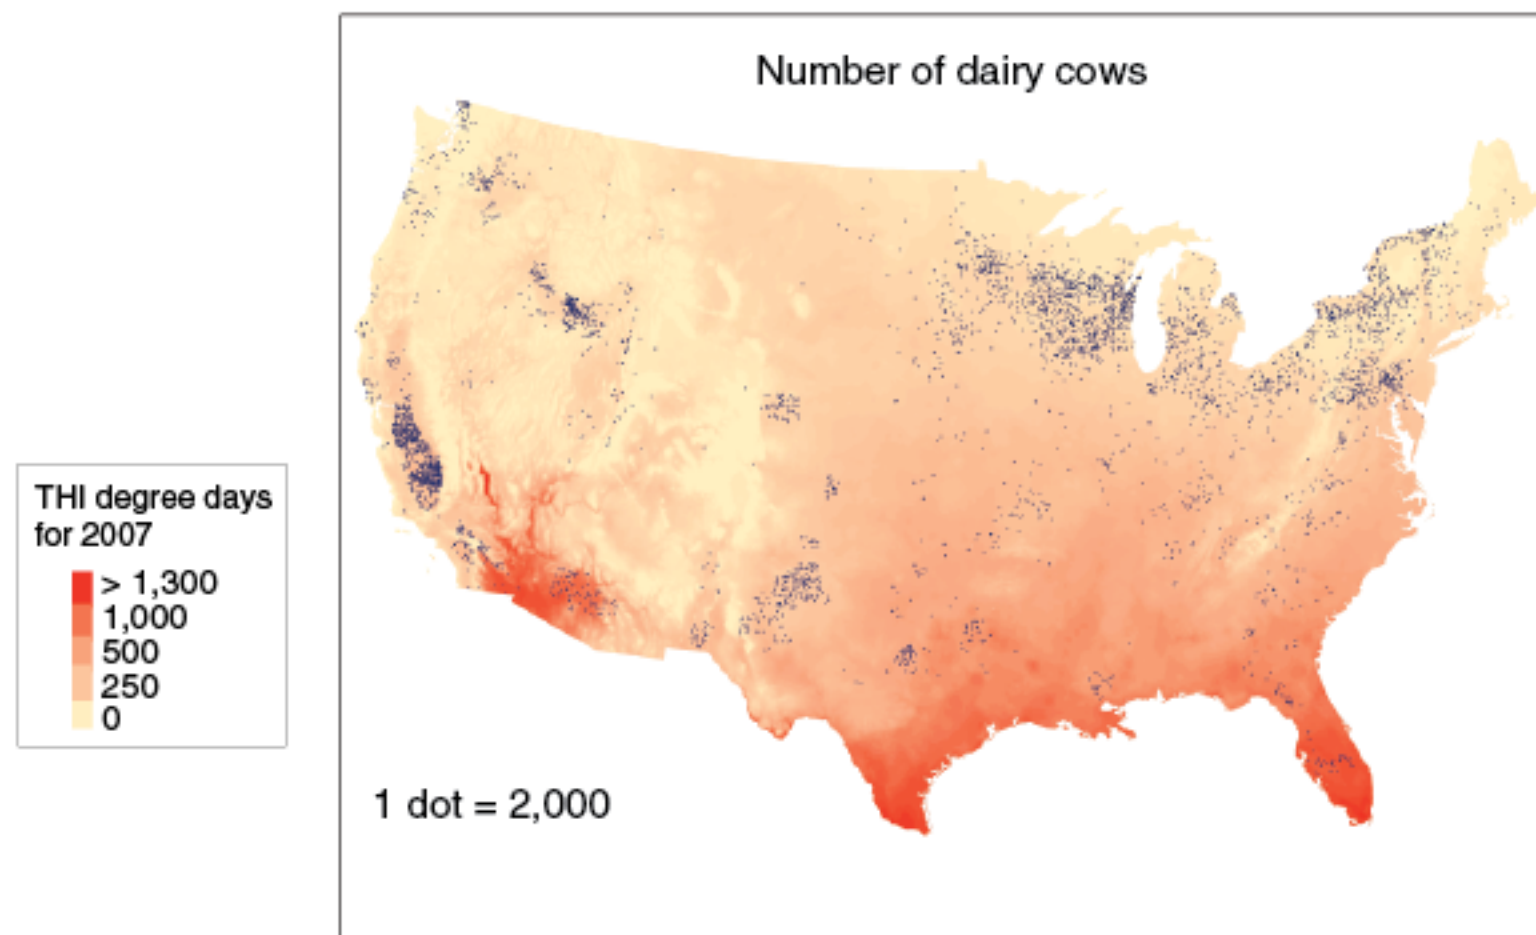 Number of dairy cows
THI degree days
for 2007
> 1,300
1,000
500
250
0
1 dot = 2,000